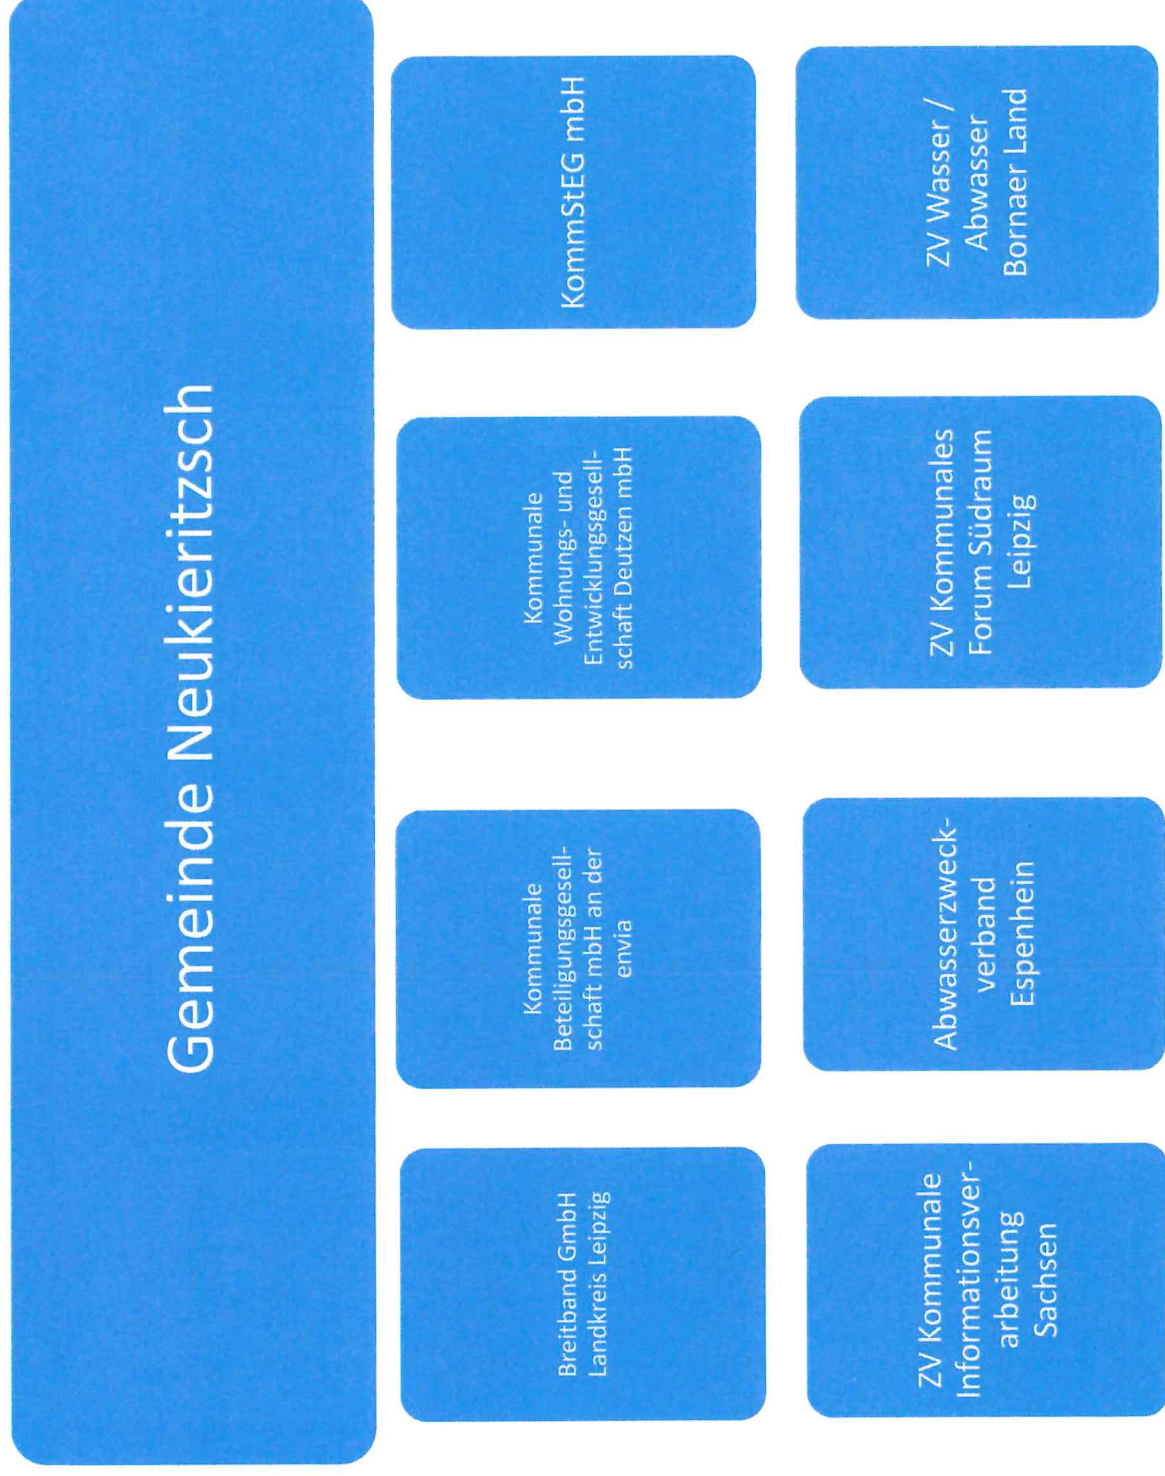 Gemeinde Neukieritzsch
Breitband GmbH
Landkreis Leipzig
Kommunale
Beteiligungsgesell-
schaft mbH an der
envia
Kommunale
Wohnungs- und
Entwicklungsgesell-
schaft Deutzen mbH
KommStEG mbH
ZV Kommunale
Informationsver-
arbeitung
Sachsen
Abwasserzweck-
verband
Espenhein
ZV Kommunales
Forum Südraum
Leipzig
ZV Wasser /
Abwasser
Bornaer Land